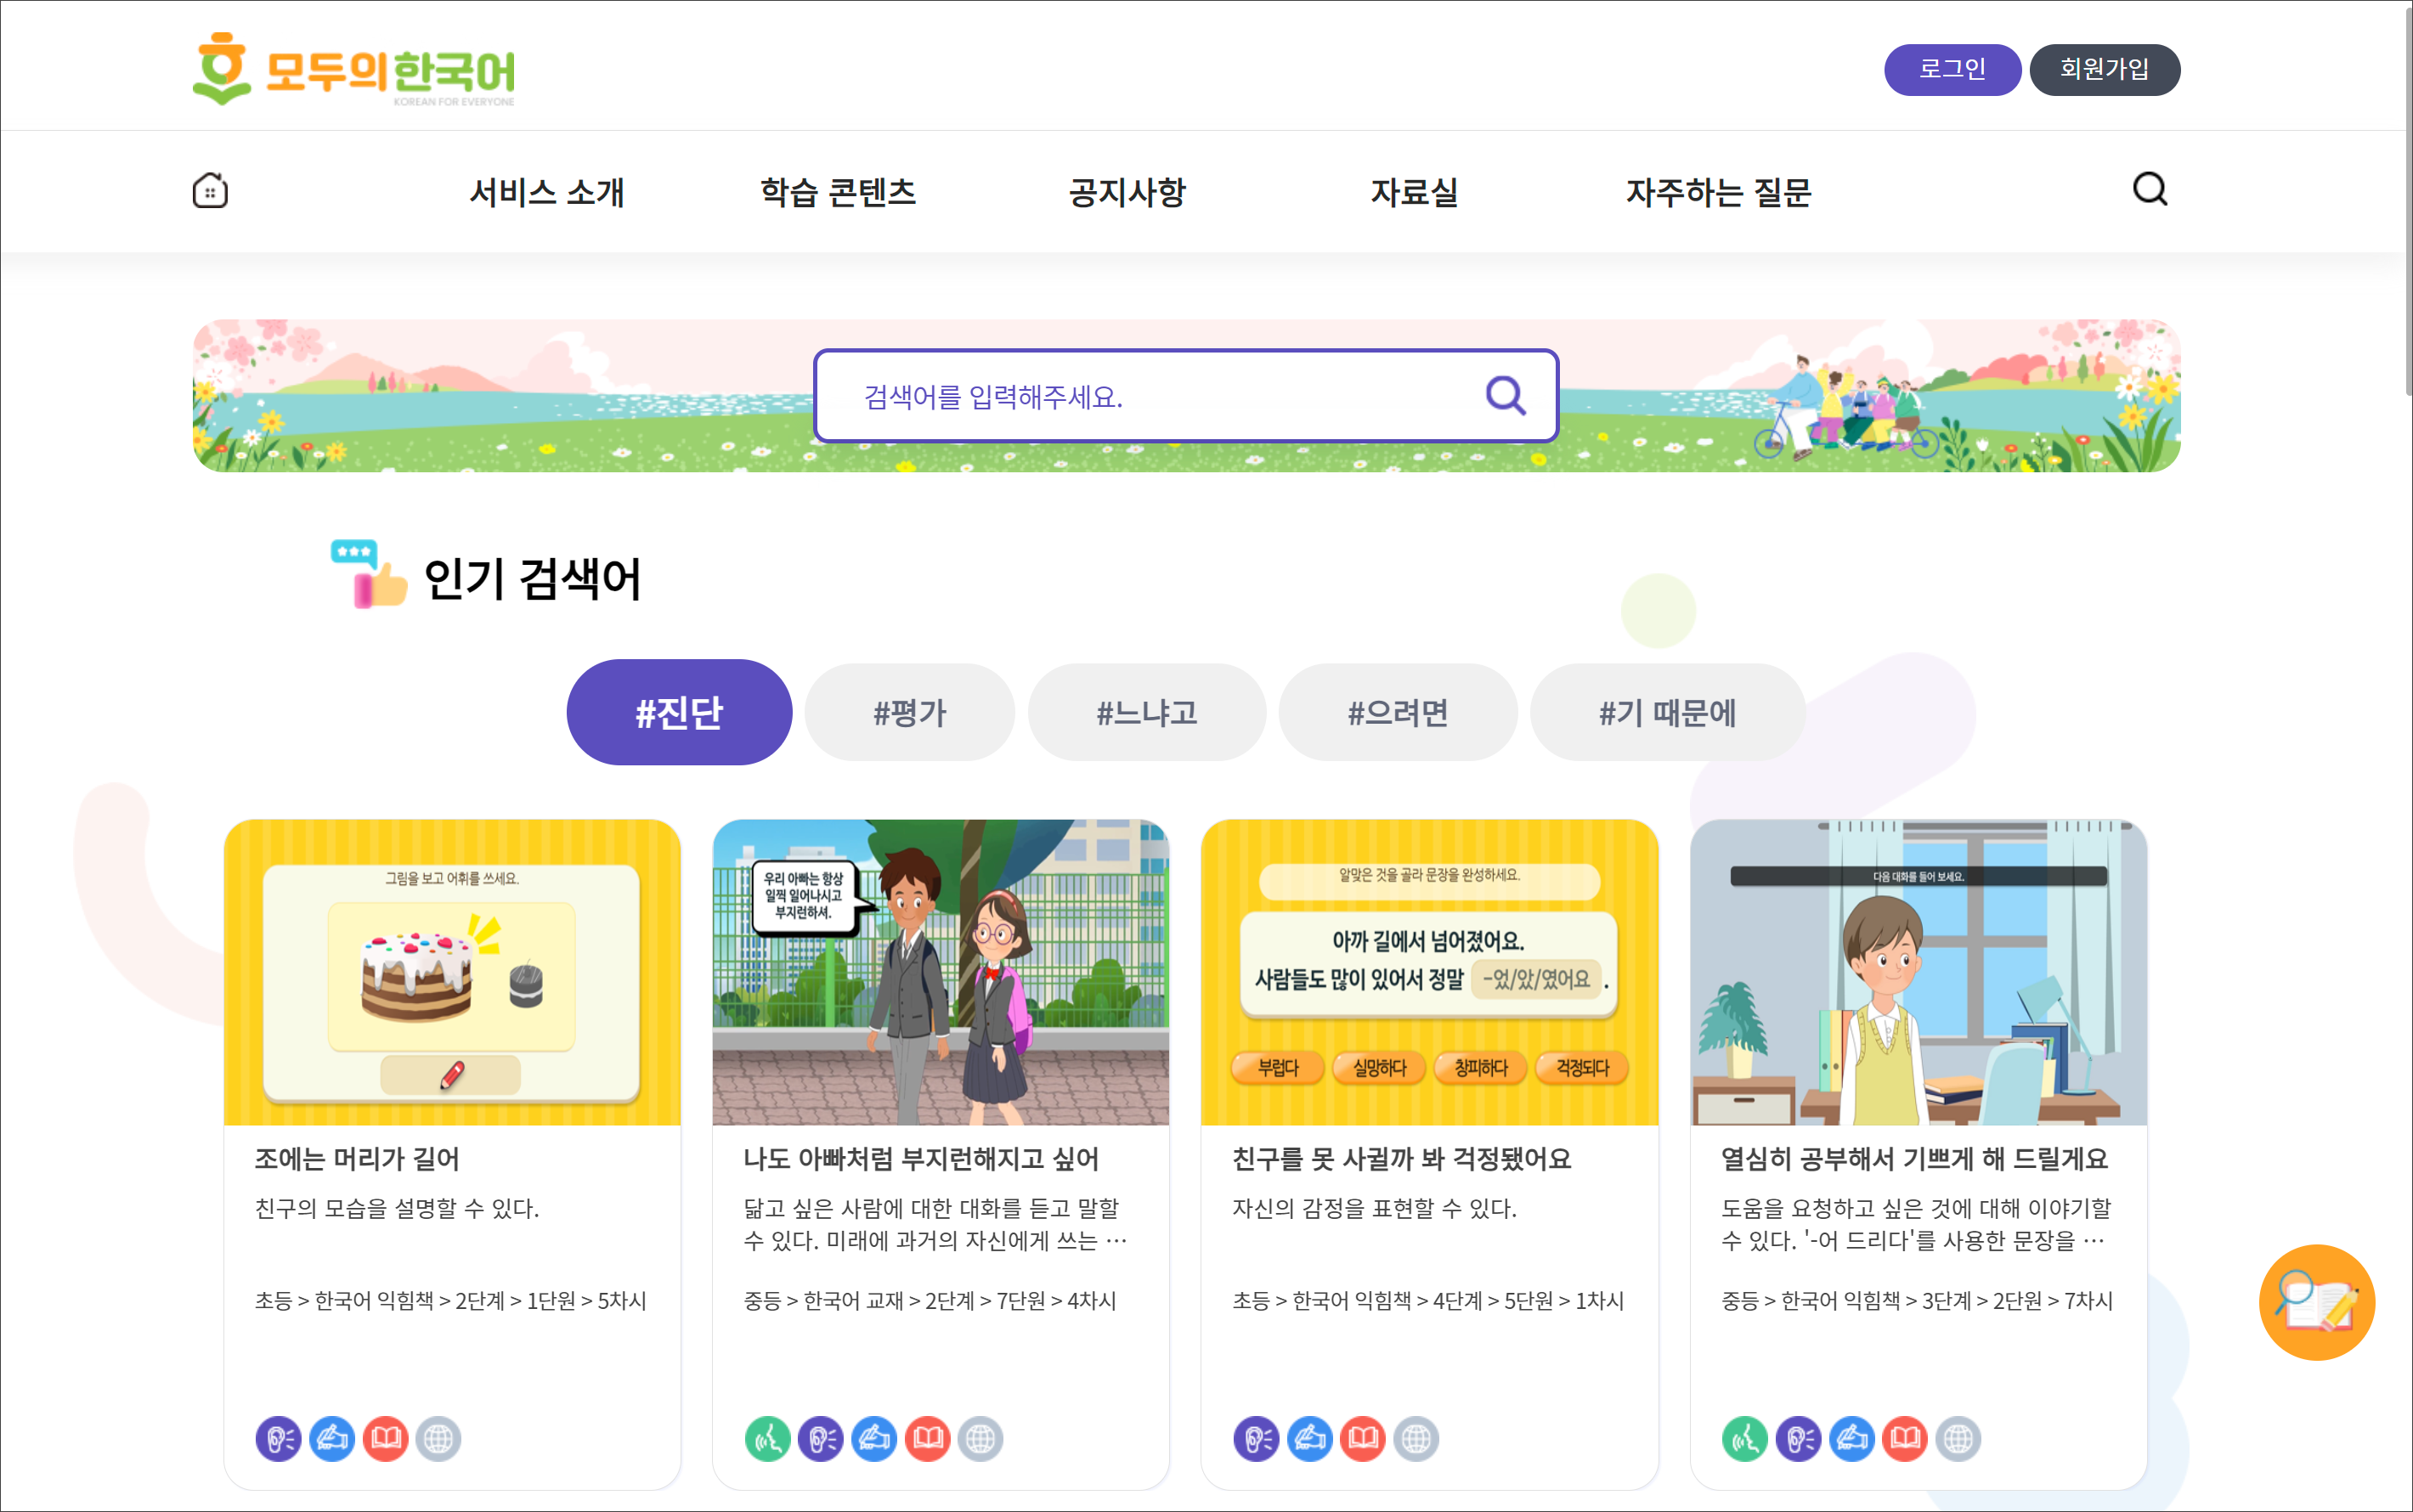 모두의한국어
KOREAN FOR EVERYONE
로그인
회원가입
서비스 소개
학습 콘텐츠
공지사항
자료실
자주하는 질문
검색어를 입력해주세요.
인기 검색어
#진단
#평가
#느냐고
#으려면
#기 때문에
그림을 보고 어휘를 쓰세요.
조에는 머리가 길어
친구의 모습을 설명할 수 있다.
초등 > 한국어 익힘책 > 2단계 > 1단원 > 5차시
우리 아빠는 항상
일찍 일어나시고
부지런하셔.
나도 아빠처럼 부지런해지고 싶어
닮고 싶은 사람에 대한 대화를 듣고 말할
수 있다. 미래에 과거의 자신에게 쓰는 …
중등 > 한국어 교재 > 2단계 > 7단원 > 4차시
알맞은 것을 골라 문장을 완성하세요.
아까 길에서 넘어졌어요.
사람들도 많이 있어서 정말 -었/았/였어요 .
부럽다
실망하다
창피하다
걱정되다
친구를 못 사귈까 봐 걱정됐어요
자신의 감정을 표현할 수 있다.
초등 > 한국어 익힘책 > 4단계 > 5단원 > 1차시
다음 대화를 들어 보세요.
열심히 공부해서 기쁘게 해 드릴게요
도움을 요청하고 싶은 것에 대해 이야기할
수 있다. '-어 드리다'를 사용한 문장을 …
중등 > 한국어 익힘책 > 3단계 > 2단원 > 7차시